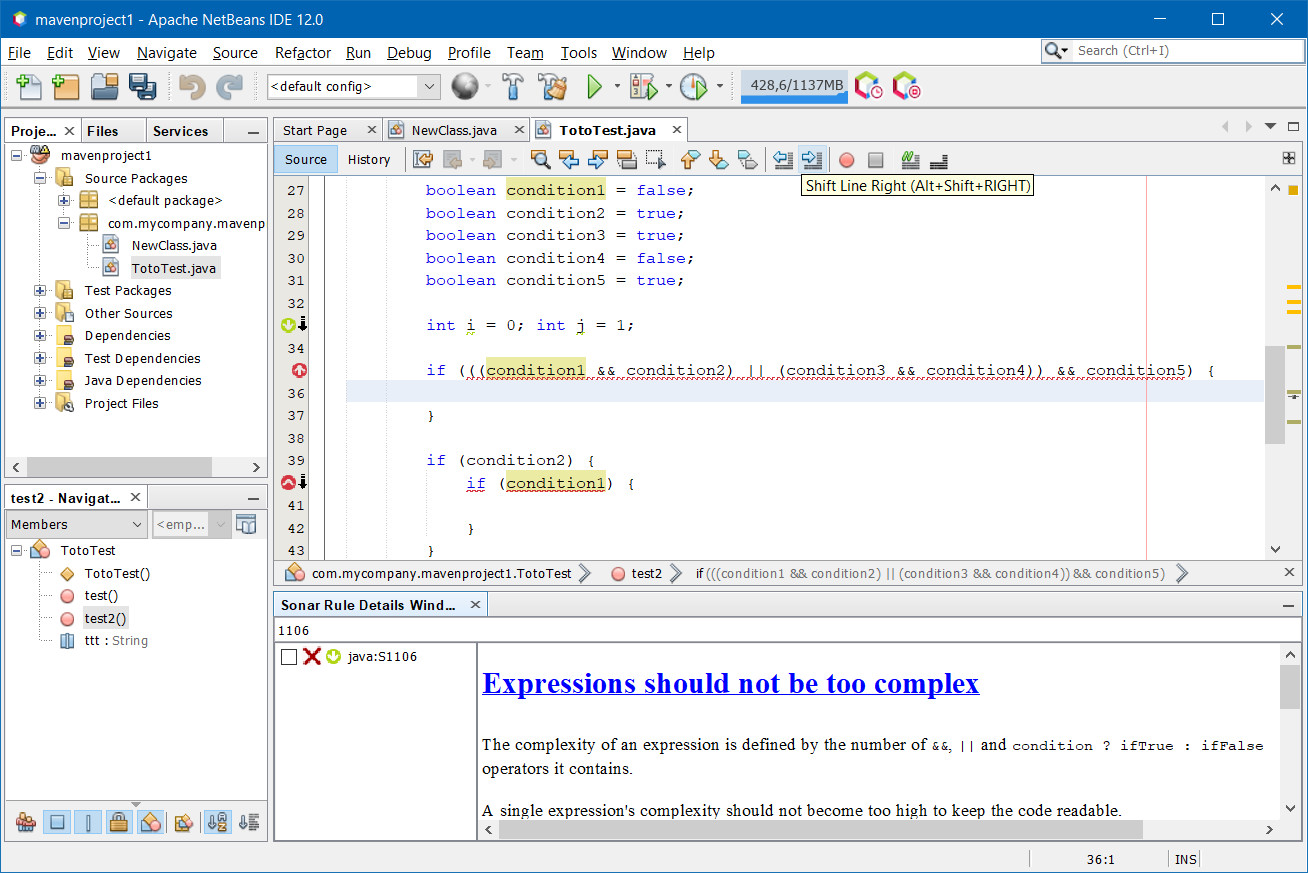 mavenproject1 - Apache NetBeans IDE 12.0
File Edit View Navigate Source Refactor Run Debug Profile Team Tools Window Help
Search (Ctrl+I)
<default config>
428,6/1137MB
Proje... Files Services
Start Page NewClass.java TotoTest.java
Source History
Shift Line Right (Alt+Shift+RIGHT)
mavenproject1
Source Packages
<default package>
com.mycompany.mavenp
NewClass.java
TotoTest.java
Test Packages
Other Sources
Dependencies
Test Dependencies
Java Dependencies
Project Files
27 boolean condition1 = false;
28 boolean condition2 = true;
29 boolean condition3 = true;
30 boolean condition4 = false;
31 boolean condition5 = true;
32
int i = 0; int j = 1;
34
if (((condition1 && condition2) || (condition3 && condition4)) && condition5) {
36
37 }
38
39 if (condition2) {
if (condition1) {
41
42 }
43 }
com.mycompany.mavenproject1.TotoTest test2 if (((condition1 && condition2) || (condition3 && condition4)) && condition5)
test2 - Navigat...
Members <emp...
TotoTest
TotoTest()
test()
test2()
ttt : String
Sonar Rule Details Wind...
1106
java:S1106
Expressions should not be too complex
The complexity of an expression is defined by the number of &&, || and condition ? ifTrue : ifFalse
operators it contains.
A single expression's complexity should not become too high to keep the code readable.
36:1 INS